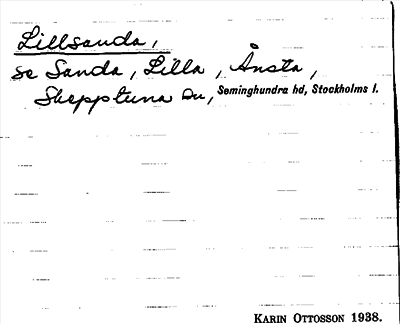 Lillsanda,
se Sanda, Lilla, Ånsta,
Skepptuna sn, Seminghundra hd, Stockholms l.
KARIN OTTOSSON 1938.